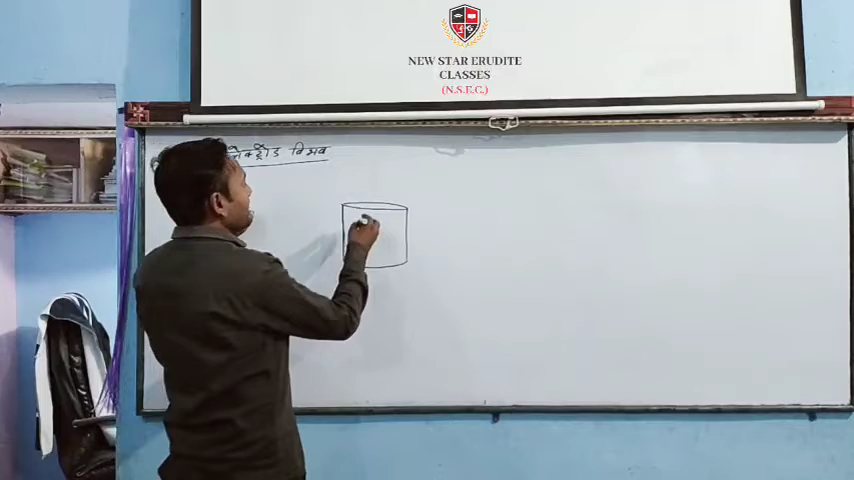 NEW STAR ERUDITE
CLASSES
(N.S.E.C.)
विभव